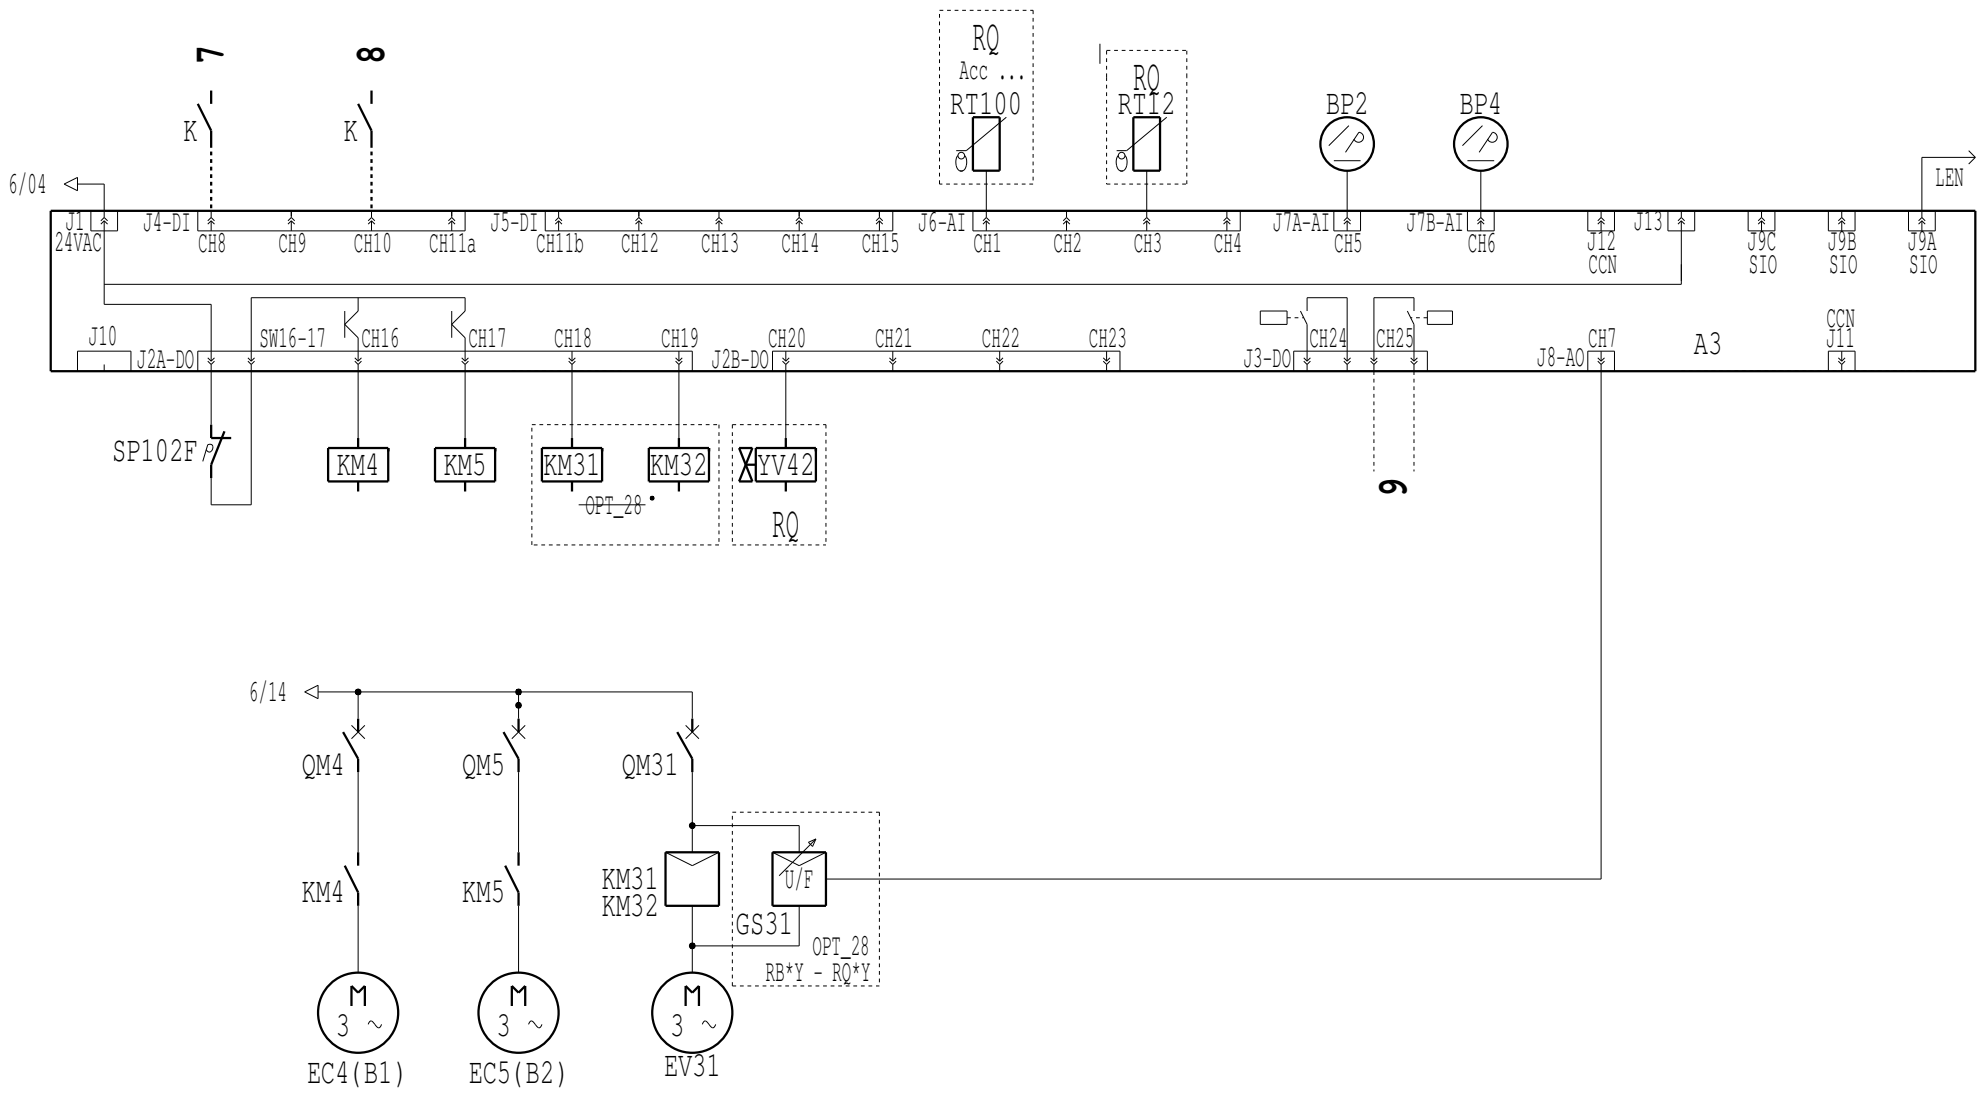 7
8
RQ
Acc ...
RT100
RQ
RT12
BP2
BP4
K
K
6/04
LEN
J1
J4-DI
J5-DI
J6-AI
J7A-AI
J7B-AI
J13
24VAC
CH8
CH9
CH10
CH11a
CH11b
CH12
CH13
CH14
CH15
CH1
CH2
CH3
CH4
CH5
CH6
J12
CCN
J9C
SIO
J9B
SIO
J9A
SIO
J10
J2A-DO
SW16-17
CH16
CH17
CH18
CH19
J2B-DO
CH20
CH21
CH22
CH23
J3-DO
CH24
CH25
J8-AO
CH7
A3
CCN
J11
SP102F
KM4
KM5
KM31
KM32
OPT_28
YV42
RQ
9
6/14
QM4
QM5
QM31
KM4
KM5
KM31
KM32
U/F
GS31
OPT_28
RB*Y - RQ*Y
M
3 ~
M
3 ~
M
3 ~
EC4(B1)
EC5(B2)
EV31